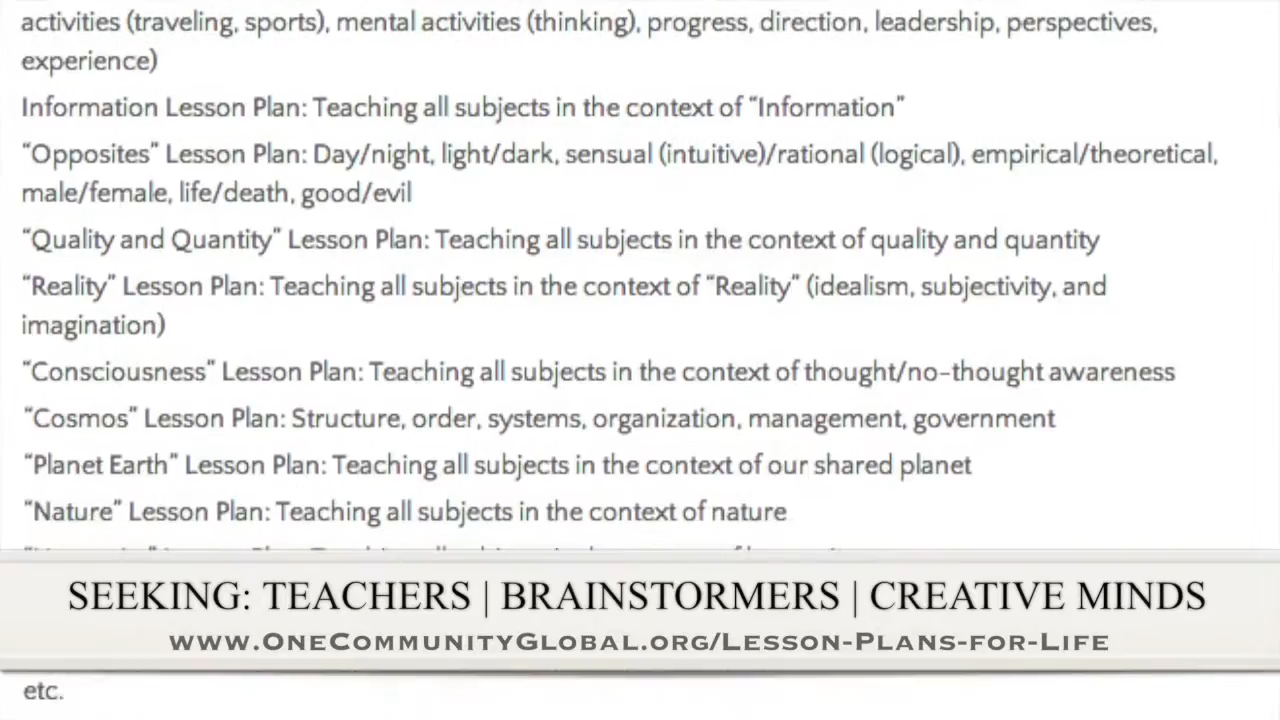 activities (traveling, sports), mental activities (thinking), progress, direction, leadership, perspectives,
experience)
Information Lesson Plan: Teaching all subjects in the context of “Information”
“Opposites” Lesson Plan: Day/night, light/dark, sensual (intuitive)/rational (logical), empirical/theoretical,
male/female, life/death, good/evil
“Quality and Quantity” Lesson Plan: Teaching all subjects in the context of quality and quantity
“Reality” Lesson Plan: Teaching all subjects in the context of “Reality” (idealism, subjectivity, and
imagination)
“Consciousness” Lesson Plan: Teaching all subjects in the context of thought/no-thought awareness
“Cosmos” Lesson Plan: Structure, order, systems, organization, management, government
“Planet Earth” Lesson Plan: Teaching all subjects in the context of our shared planet
“Nature” Lesson Plan: Teaching all subjects in the context of nature
SEEKING: TEACHERS | BRAINSTORMERS | CREATIVE MINDS
www.OneCommunityGlobal.org/Lesson-Plans-for-Life
etc.